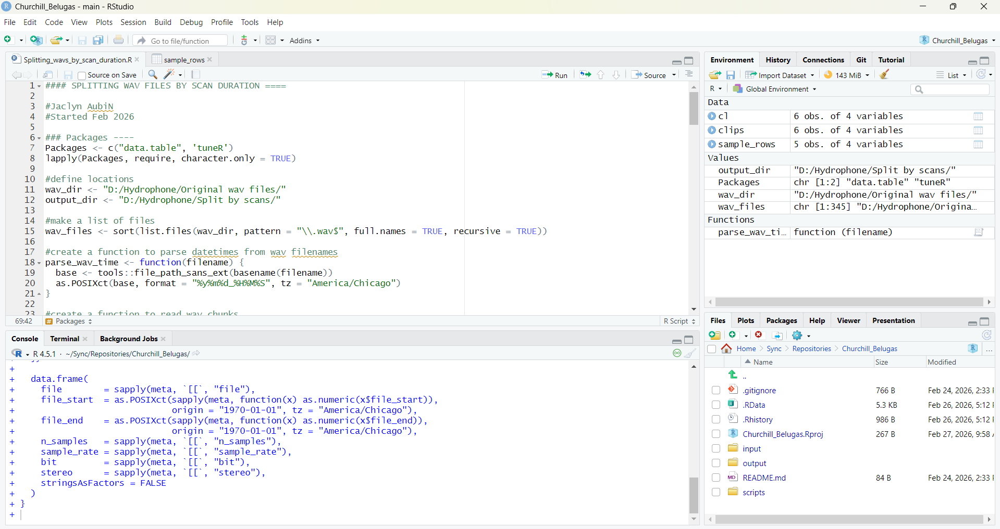 Churchill_Belugas - main - RStudio
File Edit Code View Plots Session Build Debug Profile Tools Help
Go to file/function Addins Churchill_Belugas
Splitting_wavs_by_scan_duration.R sample_rows
Source on Save Run Source
1 #### SPLITTING WAV FILES BY SCAN DURATION ====
2
3 #Jaclyn AubiN
4 #Started Feb 2026
5
6 ### Packages ----
7 Packages <- c("data.table", 'tuneR')
8 lapply(Packages, require, character.only = TRUE)
9
10 #define locations
11 wav_dir <- "D:/Hydrophone/Original wav files/"
12 output_dir <- "D:/Hydrophone/Split by scans/"
13
14 #make a list of files
15 wav_files <- sort(list.files(wav_dir, pattern = "\\.wav$", full.names = TRUE, recursive = TRUE))
16
17 #create a function to parse datetimes from wav filenames
18 parse_wav_time <- function(filename) {
19 base <- tools::file_path_sans_ext(basename(filename))
20 as.POSIXct(base, format = "%y%m%d_%H%M%S", tz = "America/Chicago")
21 }
22
23 #create a function to read wav chunks
69:42 # Packages R Script
Console Terminal Background Jobs
R 4.5.1 · ~/Sync/Repositories/Churchill_Belugas/
+
+ data.frame(
+ file = sapply(meta, `[[`, "file"),
+ file_start = as.POSIXct(sapply(meta, function(x) as.numeric(x$file_start)),
+ origin = "1970-01-01", tz = "America/Chicago"),
+ file_end = as.POSIXct(sapply(meta, function(x) as.numeric(x$file_end)),
+ origin = "1970-01-01", tz = "America/Chicago"),
+ n_samples = sapply(meta, `[[`, "n_samples"),
+ sample_rate = sapply(meta, `[[`, "sample_rate"),
+ bit = sapply(meta, `[[`, "bit"),
+ stereo = sapply(meta, `[[`, "stereo"),
+ stringsAsFactors = FALSE
+ )
+ }
+
Environment History Connections Git Tutorial
Import Dataset 143 MiB List
R Global Environment
Data
cl 6 obs. of 4 variables
clips 6 obs. of 4 variables
sample_rows 5 obs. of 4 variables
Values
output_dir "D:/Hydrophone/Split by scans/"
Packages chr [1:2] "data.table" "tuneR"
wav_dir "D:/Hydrophone/Original wav files/"
wav_files chr [1:345] "D:/Hydrophone/Origina…
Functions
parse_wav_ti… function (filename)
Files Plots Packages Help Viewer Presentation
Home Sync Repositories Churchill_Belugas ...
Name Size Modified
..
.gitignore 766 B Feb 24, 2026, 2:33
.RData 5.3 KB Feb 26, 2026, 5:12
.Rhistory 986 B Feb 26, 2026, 5:12
Churchill_Belugas.Rproj 267 B Feb 27, 2026, 9:58
input
output
MD README.md 84 B Feb 24, 2026, 2:33
scripts